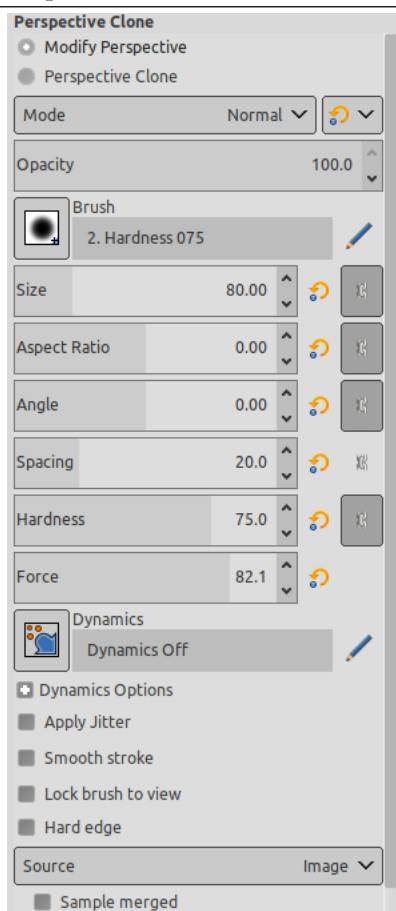 Perspective Clone
Modify Perspective
Perspective Clone
Mode Normal
Opacity 100.0
Brush
2. Hardness 075
Size 80.00
Aspect Ratio 0.00
Angle 0.00
Spacing 20.0
Hardness 75.0
Force 82.1
Dynamics
Dynamics Off
Dynamics Options
Apply Jitter
Smooth stroke
Lock brush to view
Hard edge
Source Image
Sample merged